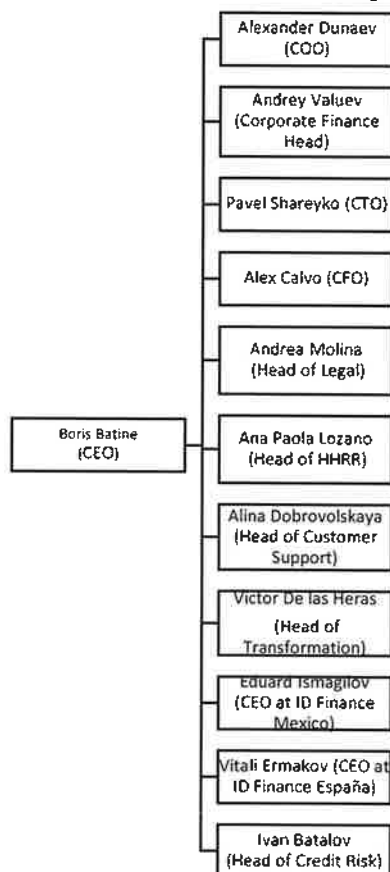 Alexander Dunaev
(COO)
Andrey Valuev
(Corporate Finance
Head)
Pavel Shareyko (CTO)
Alex Calvo (CFO)
Andrea Molina
(Head of Legal)
Boris Batine
(CEO)
Ana Paola Lozano
(Head of HHRR)
Alina Dobrovolskaya
(Head of Customer
Support)
Victor De las Heras
(Head of
Transformation)
Eduard Ismagilov
(CEO at ID Finance
Mexico)
Vitali Ermakov (CEO at
ID Finance España)
Ivan Batalov
(Head of Credit Risk)